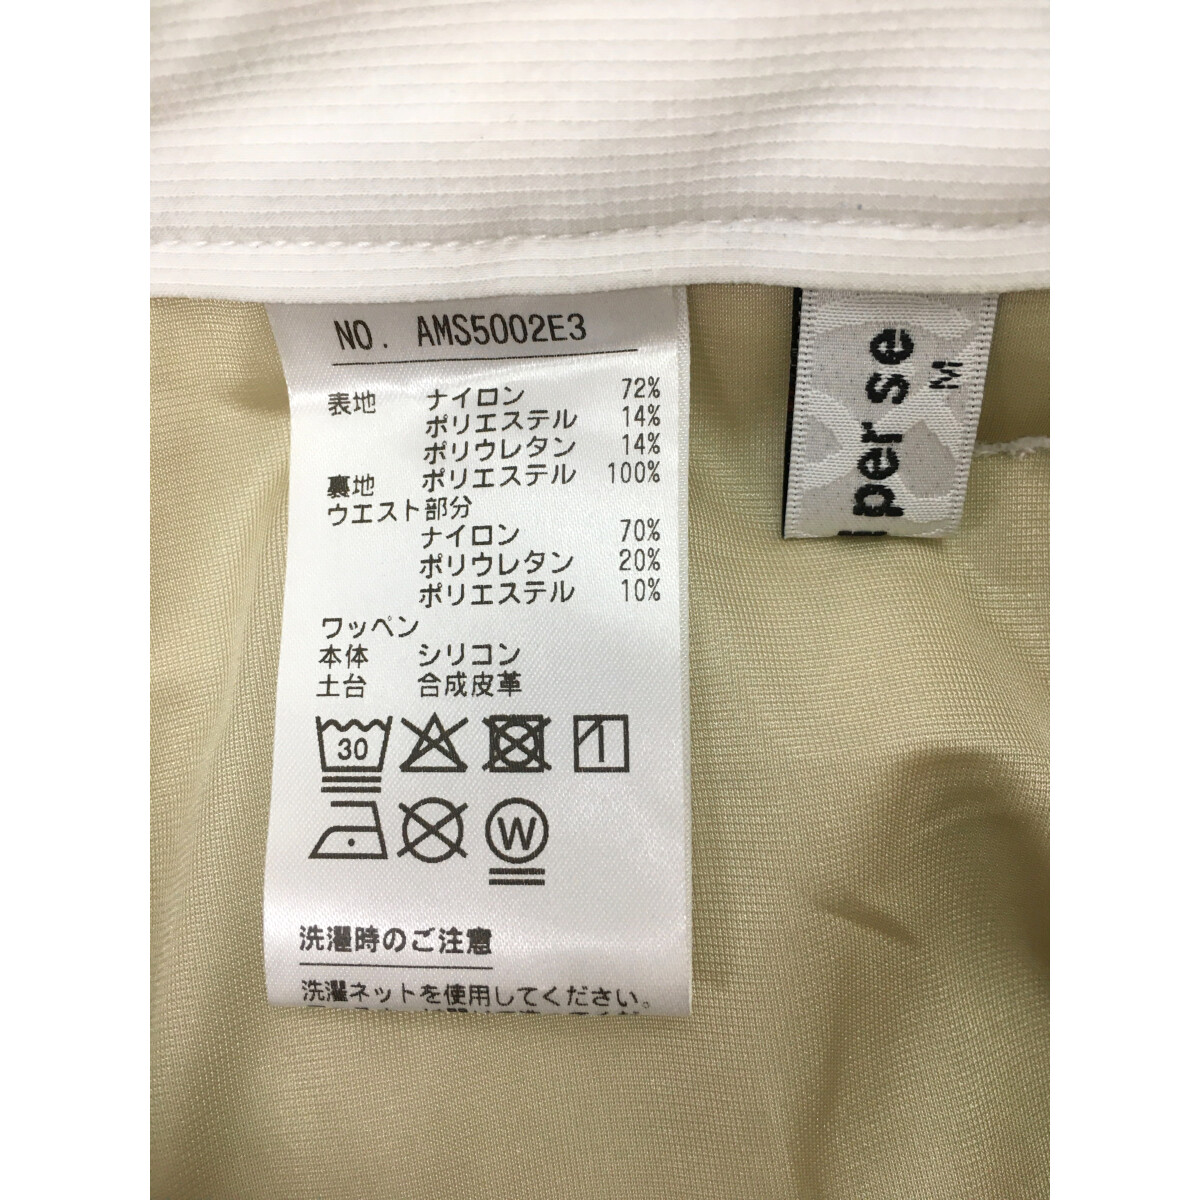 NO. AMS5002E3
表地 ナイロン 72%
ポリエステル 14%
ポリウレタン 14%
裏地 ポリエステル 100%
ウエスト部分
ナイロン 70%
ポリウレタン 20%
ポリエステル 10%
ワッペン
本体 シリコン
土台 合成皮革
30
W
洗濯時のご注意
洗濯ネットを使用してください。
per se
M